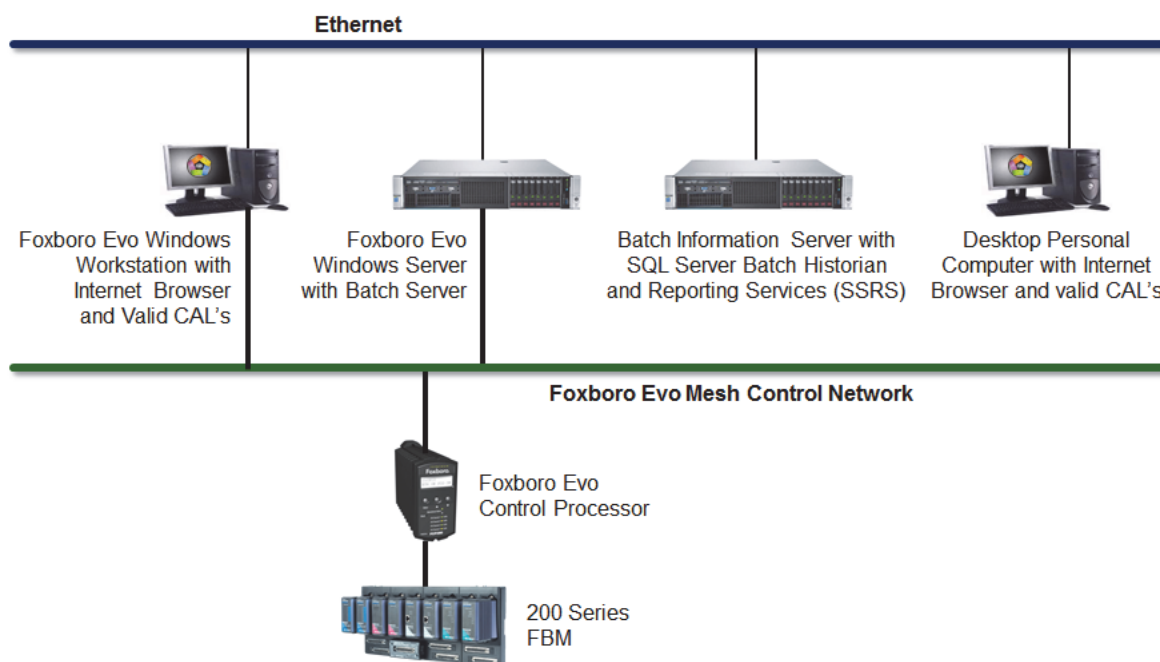 Ethernet
Foxboro Evo Windows
Workstation with
Internet Browser
and Valid CAL's
Foxboro Evo
Windows Server
with Batch Server
Batch Information Server with
SQL Server Batch Historian
and Reporting Services (SSRS)
Desktop Personal
Computer with Internet
Browser and valid CAL's
Foxboro Evo Mesh Control Network
Foxboro
Foxboro Evo
Control Processor
200 Series
FBM